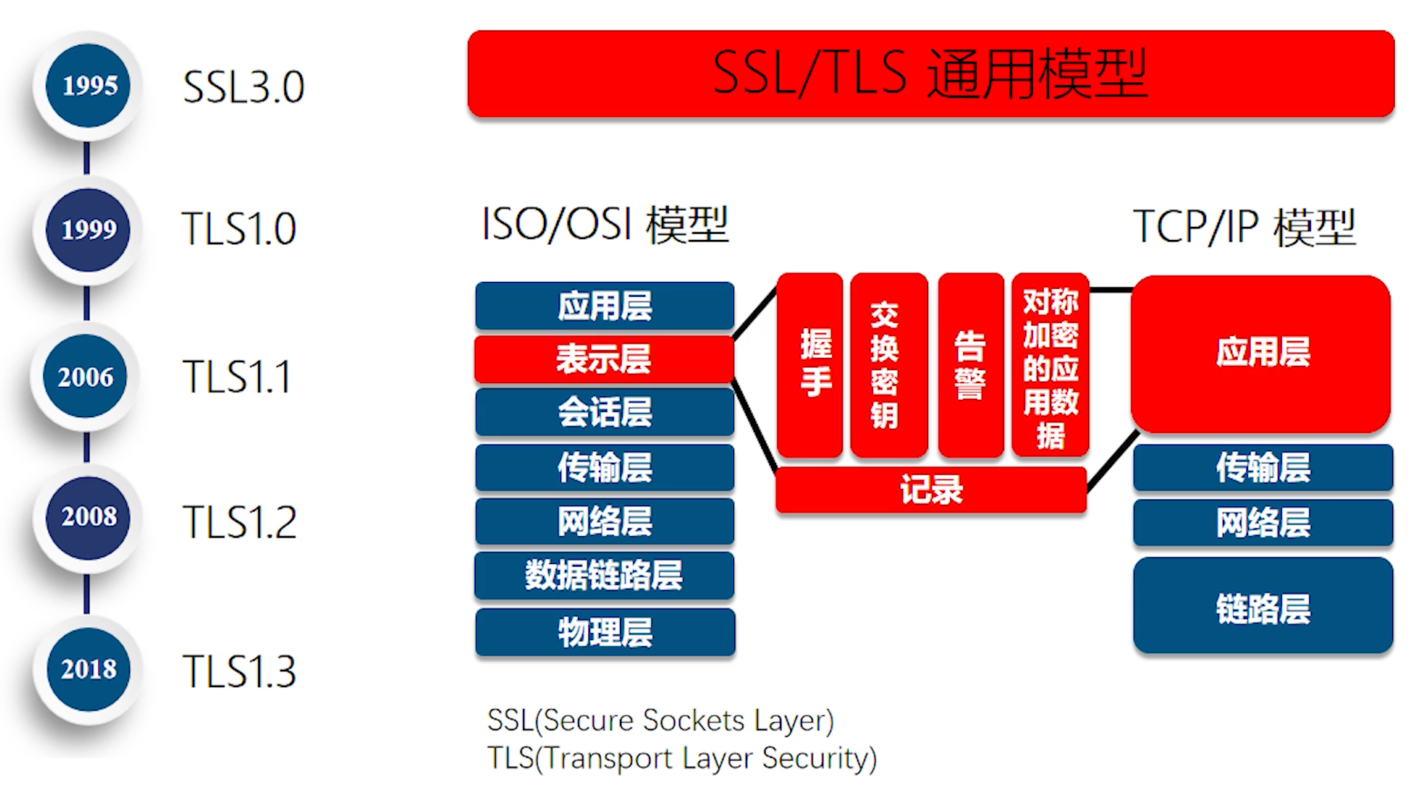 1995
SSL3.0
1999
TLS1.0
2006
TLS1.1
2008
TLS1.2
2018
TLS1.3
SSL/TLS 通用模型
ISO/OSI 模型
应用层
表示层
会话层
传输层
网络层
数据链路层
物理层
握
手
交
换
密
钥
告
警
对称
加密
的应
用数
据
记录
TCP/IP 模型
应用层
传输层
网络层
链路层
SSL(Secure Sockets Layer)
TLS(Transport Layer Security)